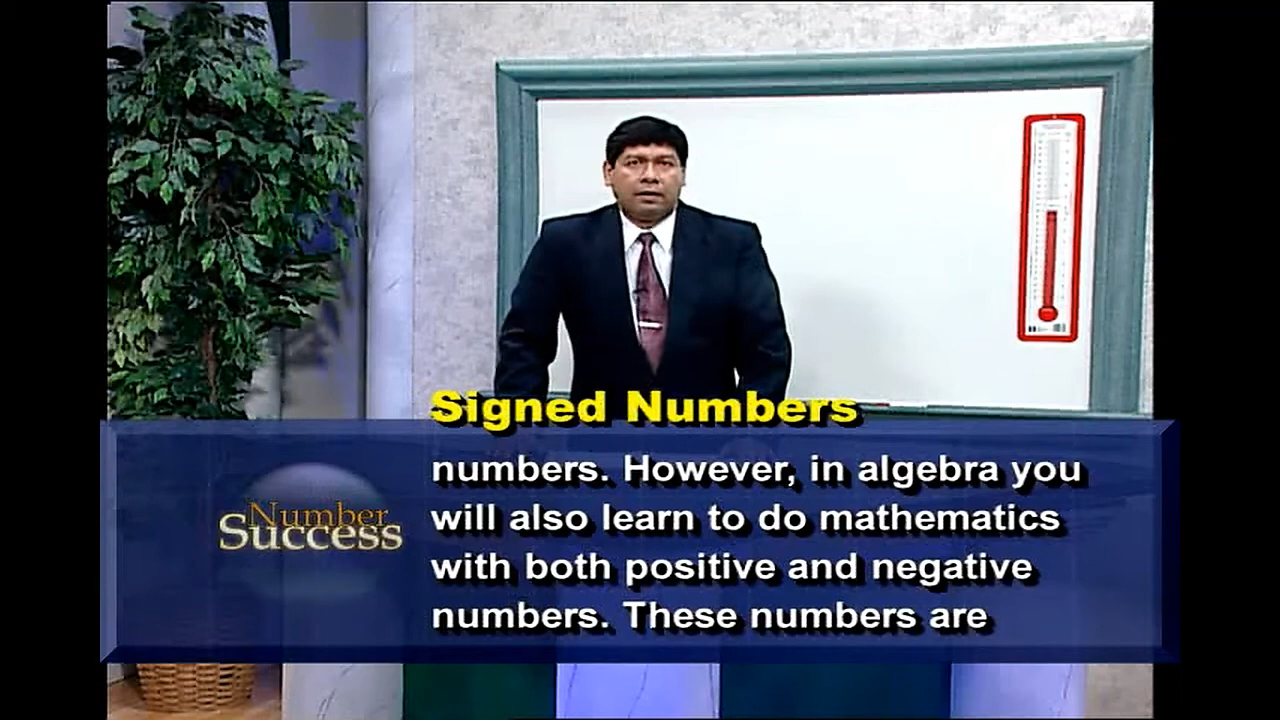 Signed Numbers
Number
Success
numbers. However, in algebra you
will also learn to do mathematics
with both positive and negative
numbers. These numbers are